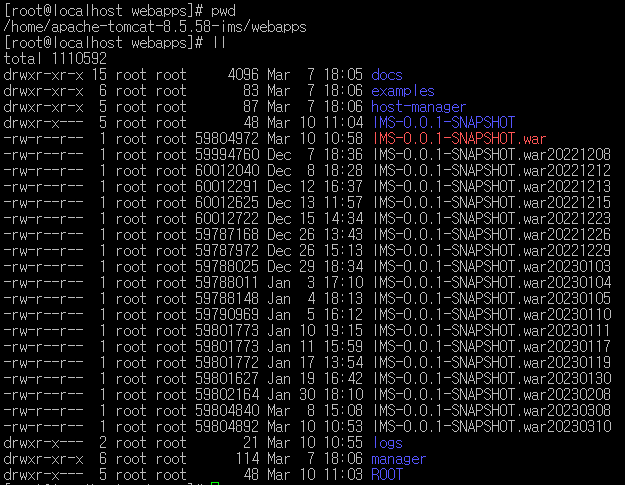 [root@localhost webapps]# pwd
/home/apache-tomcat-8.5.58-ims/webapps
[root@localhost webapps]# ll
total 1110592
drwxr-xr-x 15 root root 4096 Mar 7 18:05 docs
drwxr-xr-x 6 root root 83 Mar 7 18:06 examples
drwxr-xr-x 5 root root 87 Mar 7 18:06 host-manager
drwxr-x--- 5 root root 48 Mar 10 11:04 IMS-0.0.1-SNAPSHOT
-rw-r--r-- 1 root root 59804972 Mar 10 10:58 IMS-0.0.1-SNAPSHOT.war
-rw-r--r-- 1 root root 59994760 Dec 7 18:36 IMS-0.0.1-SNAPSHOT.war20221208
-rw-r--r-- 1 root root 60012040 Dec 8 18:28 IMS-0.0.1-SNAPSHOT.war20221212
-rw-r--r-- 1 root root 60012291 Dec 12 16:37 IMS-0.0.1-SNAPSHOT.war20221213
-rw-r--r-- 1 root root 60012625 Dec 13 11:57 IMS-0.0.1-SNAPSHOT.war20221215
-rw-r--r-- 1 root root 60012722 Dec 15 14:34 IMS-0.0.1-SNAPSHOT.war20221223
-rw-r--r-- 1 root root 59787168 Dec 26 13:43 IMS-0.0.1-SNAPSHOT.war20221226
-rw-r--r-- 1 root root 59787972 Dec 26 15:13 IMS-0.0.1-SNAPSHOT.war20221229
-rw-r--r-- 1 root root 59788025 Dec 29 18:34 IMS-0.0.1-SNAPSHOT.war20230103
-rw-r--r-- 1 root root 59788011 Jan 3 17:10 IMS-0.0.1-SNAPSHOT.war20230104
-rw-r--r-- 1 root root 59788148 Jan 4 18:13 IMS-0.0.1-SNAPSHOT.war20230105
-rw-r--r-- 1 root root 59790969 Jan 5 16:12 IMS-0.0.1-SNAPSHOT.war20230110
-rw-r--r-- 1 root root 59801773 Jan 10 19:15 IMS-0.0.1-SNAPSHOT.war20230111
-rw-r--r-- 1 root root 59801773 Jan 11 15:59 IMS-0.0.1-SNAPSHOT.war20230117
-rw-r--r-- 1 root root 59801772 Jan 17 13:54 IMS-0.0.1-SNAPSHOT.war20230119
-rw-r--r-- 1 root root 59801627 Jan 19 16:42 IMS-0.0.1-SNAPSHOT.war20230130
-rw-r--r-- 1 root root 59802164 Jan 30 18:10 IMS-0.0.1-SNAPSHOT.war20230208
-rw-r--r-- 1 root root 59804840 Mar 8 15:08 IMS-0.0.1-SNAPSHOT.war20230308
-rw-r--r-- 1 root root 59804892 Mar 10 10:53 IMS-0.0.1-SNAPSHOT.war20230310
drwxr-x--- 2 root root 21 Mar 10 10:55 logs
drwxr-xr-x 6 root root 114 Mar 7 18:06 manager
drwxr-x--- 5 root root 48 Mar 10 11:03 ROOT
[root@localhost webapps]#